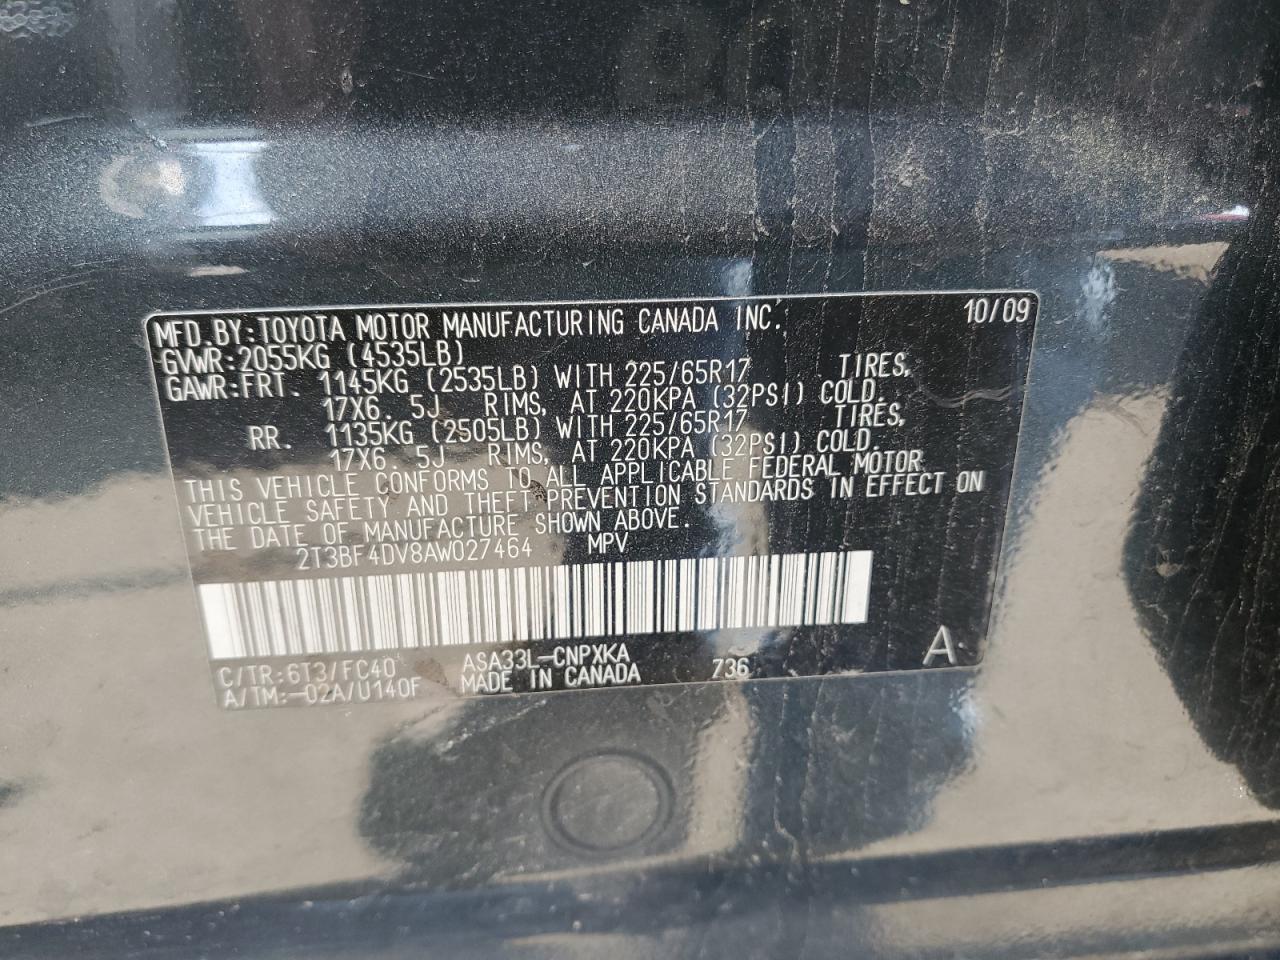 MFD.BY:TOYOTA MOTOR MANUFACTURING CANADA INC. 10/09
GVWR:2055KG (4535LB)
GAWR:FRT. 1145KG (2535LB) WITH 225/65R17 TIRES,
17X6. 5J RIMS, AT 220KPA (32PSI) COLD.
RR. 1135KG (2505LB) WITH 225/65R17 TIRES,
17X6. 5J RIMS, AT 220KPA (32PSI) COLD.
THIS VEHICLE CONFORMS TO ALL APPLICABLE FEDERAL MOTOR
VEHICLE SAFETY AND THEFT PREVENTION STANDARDS IN EFFECT ON
THE DATE OF MANUFACTURE SHOWN ABOVE.
2T3BF4DV8AW027464 MPV
C/TR:6T3/FC40 ASA33L-CNPXKA 736 A
A/TM:-02A/U140F MADE IN CANADA